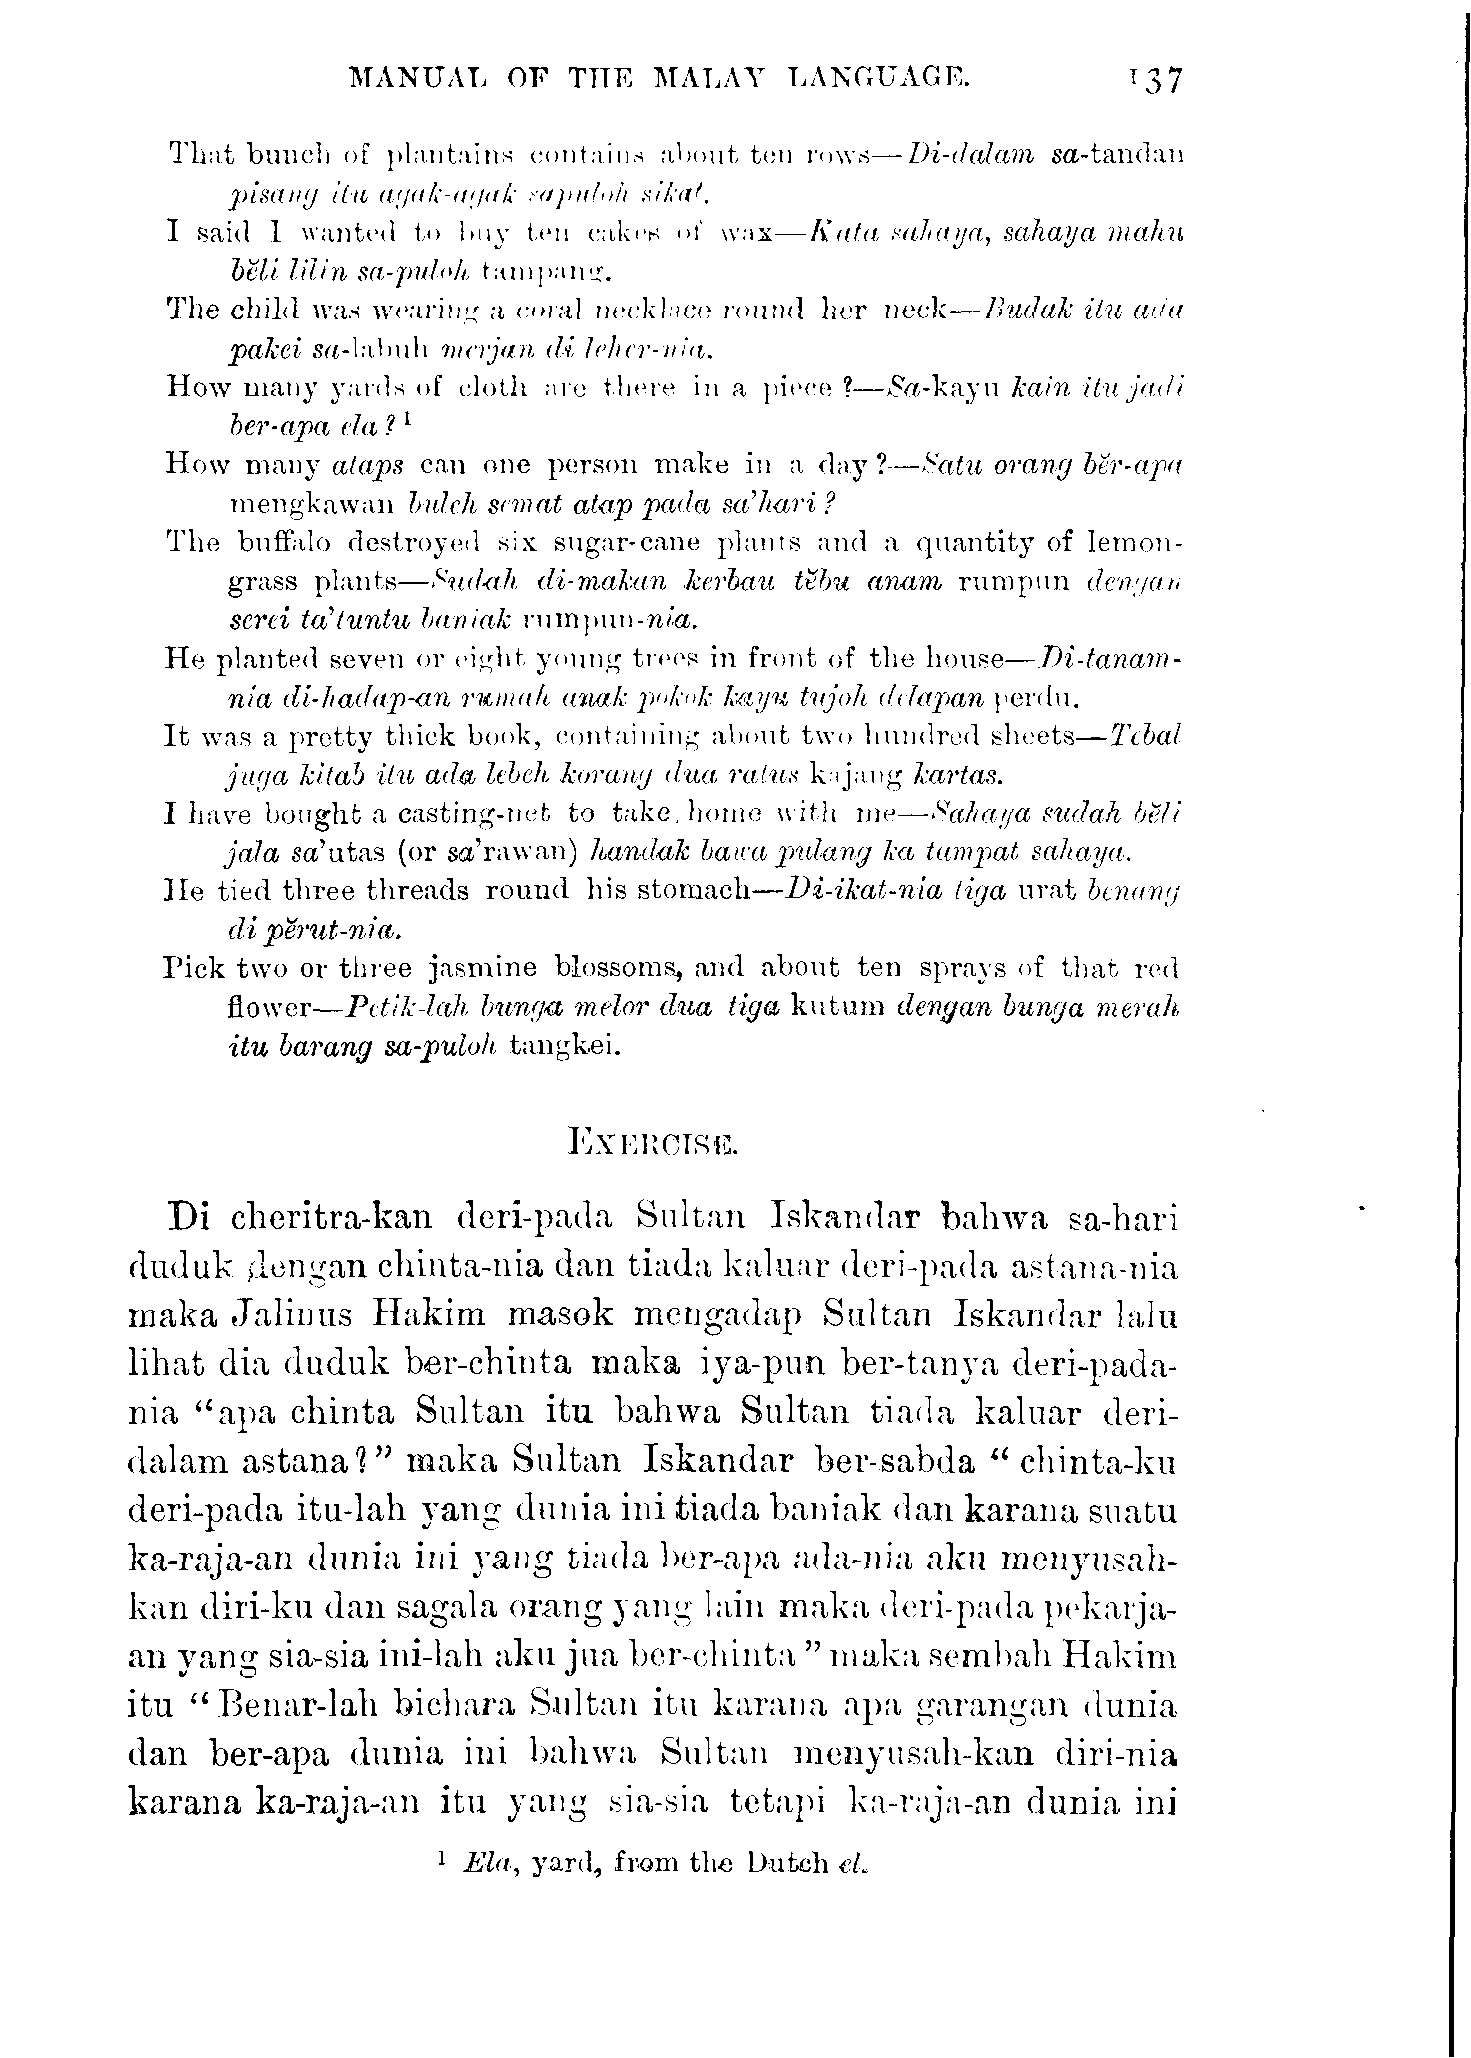 MANUAL OF THE MALAY LANGUAGE. 137
That bunch of plantains contains about ten rows—Di-dalam sa-tandan
pisang itu agak-agak sapuloh sikat.
I said I wanted to buy ten cakes of wax—Kata sahaya, sahaya mahu
bĕli lilin sa-puloh tampang.
The child was wearing a coral necklace round her neck—Budak itu ada
pakei sa-labuh merjan di leher-nia.
How many yards of cloth are there in a piece ?—Sa-kayu kain itu jadi
ber-apa ela ? 1
How many ataps can one person make in a day ?—Satu orang bĕr-apa
mengkawan buleh semat atap pada sa'hari ?
The buffalo destroyed six sugar-cane plants and a quantity of lemon-
grass plants—Sudah di-makan kerbau tĕbu anam rumpun dengan
serei ta'tuntu baniak rumpun-nia.
He planted seven or eight young trees in front of the house—Di-tanam-
nia di-hadap-an rumah anak pokok kayu tujoh delapan perdu.
It was a pretty thick book, containing about two hundred sheets—Tebal
juga kitab itu ada lebeh korang dua ratus kajang kartas.
I have bought a casting-net to take home with me—Sahaya sudah bĕli
jala sa'utas (or sa'rawan) handak bawa pulang ka tampat sahaya.
He tied three threads round his stomach—Di-ikat-nia tiga urat benang
di pĕrut-nia.
Pick two or three jasmine blossoms, and about ten sprays of that red
flower—Petik-lah bunga melor dua tiga kutum dengan bunga merah
itu barang sa-puloh tangkei.
EXERCISE.
Di cheritra-kan deri-pada Sultan Iskandar bahwa sa-hari
duduk dengan chinta-nia dan tiada kaluar deri-pada astana-nia
maka Jalinus Hakim masok mengadap Sultan Iskandar lalu
lihat dia duduk ber-chinta maka iya-pun ber-tanya deri-pada-
nia “apa chinta Sultan itu bahwa Sultan tiada kaluar deri-
dalam astana?” maka Sultan Iskandar ber-sabda “ chinta-ku
deri-pada itu-lah yang dunia ini tiada baniak dan karana suatu
ka-raja-an dunia ini yang tiada ber-apa ada-nia aku menyusah-
kan diri-ku dan sagala orang yang lain maka deri-pada pekarja-
an yang sia-sia ini-lah aku jua ber-chinta ” maka sembah Hakim
itu “ Benar-lah bichara Sultan itu karana apa garangan dunia
dan ber-apa dunia ini bahwa Sultan menyusah-kan diri-nia
karana ka-raja-an itu yang sia-sia tetapi ka-raja-an dunia ini
1 Ela, yard, from the Dutch el.